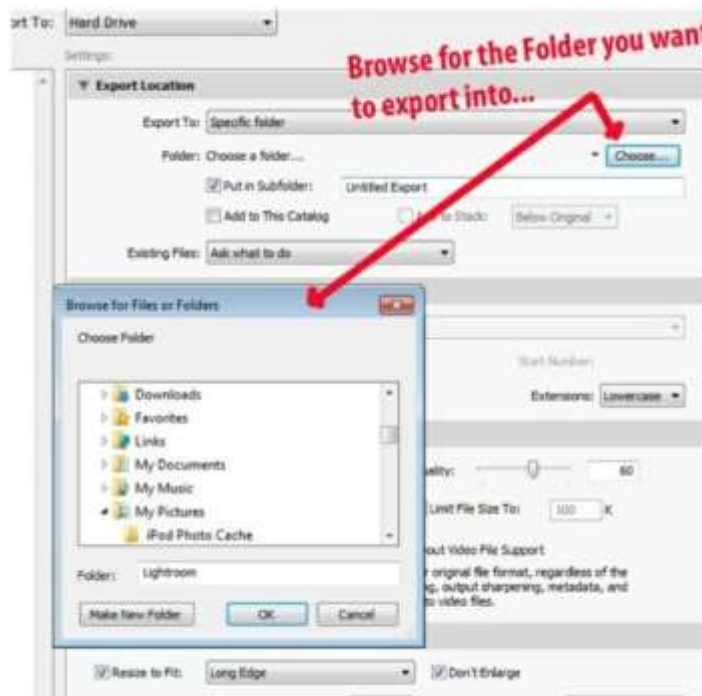 ort To: Hard Drive
Settings:
Browse for the Folder you want
to export into...
Export Location
Export To: Specific folder
Folder: Choose a folder... Choose...
Put in Subfolder: Untitled Export
Add to This Catalog to Stack: Below Original
Existing Files: Ask what to do
Browse for Files or Folders
Choose Folder
Start Number:
Extensions: Lowercase
Downloads
Favorites
Links
My Documents
My Music
My Pictures
iPod Photo Cache
Folder: Lightroom
Make New Folder OK Cancel
ality: 60
Limit File Size To: 100 K
out Video File Support
r original file format, regardless of the
g, output sharpening, metadata, and
to video files.
Resize to Fit: Long Edge Don't Enlarge